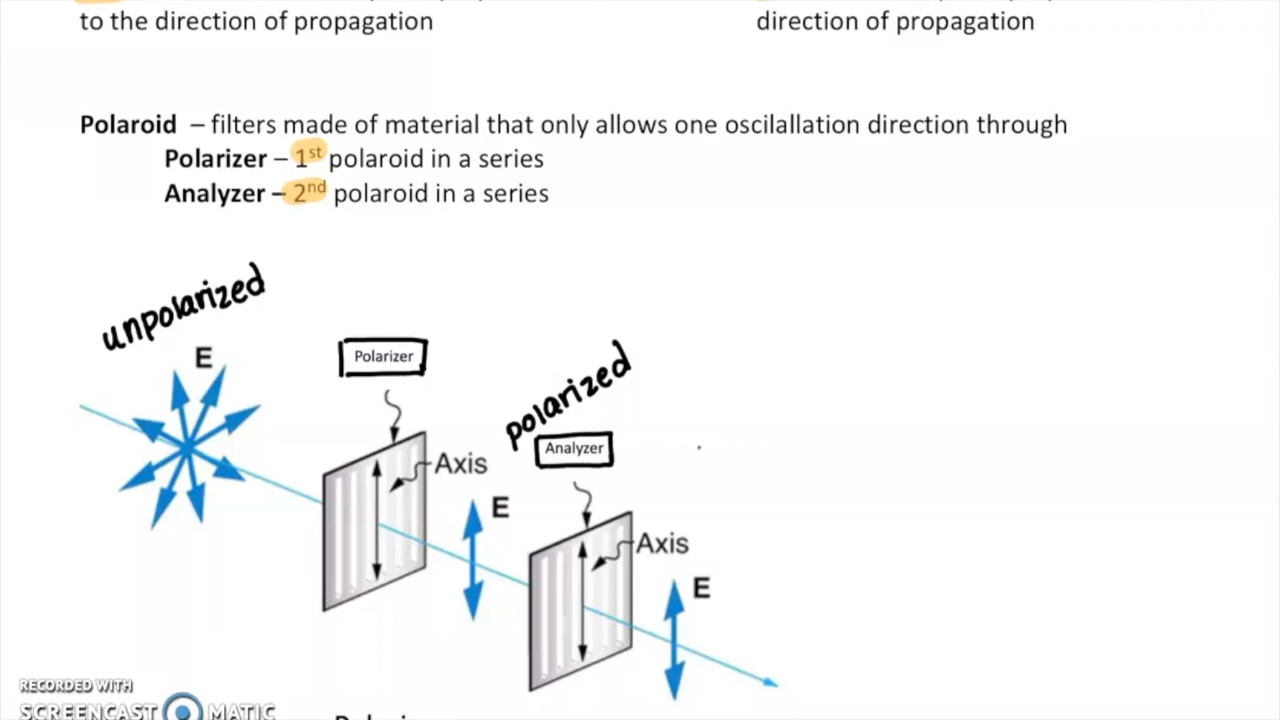 to the direction of propagation
direction of propagation
Polaroid – filters made of material that only allows one oscilallation direction through
Polarizer – 1st polaroid in a series
Analyzer – 2nd polaroid in a series
unpolarized
E
Polarizer
polarized
Analyzer
Axis
E
Axis
E
RECORDED WITH
SCREENCAST MATIC